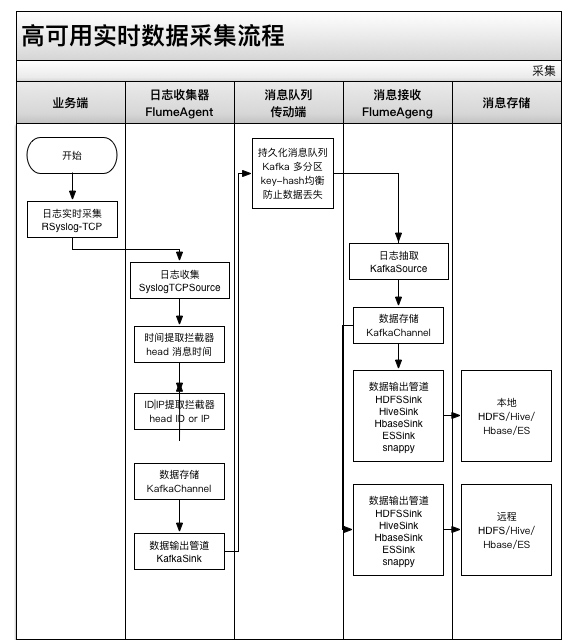 高可用实时数据采集流程
采集
业务端
日志收集器
FlumeAgent
消息队列
传动端
消息接收
FlumeAgeng
消息存储
开始
日志实时采集
RSyslog-TCP
日志收集
SyslogTCPSource
时间提取拦截器
head 消息时间
ID|IP提取拦截器
head ID or IP
数据存储
KafkaChannel
数据输出管道
KafkaSink
持久化消息队列
Kafka 多分区
key-hash均衡
防止数据丢失
日志抽取
KafkaSource
数据存储
KafkaChannel
数据输出管道
HDFSSink
HiveSink
HbaseSink
ESSink
snappy
本地
HDFS/Hive/
Hbase/ES
数据输出管道
HDFSSink
HiveSink
HbaseSink
ESSink
snappy
远程
HDFS/Hive/
Hbase/ES